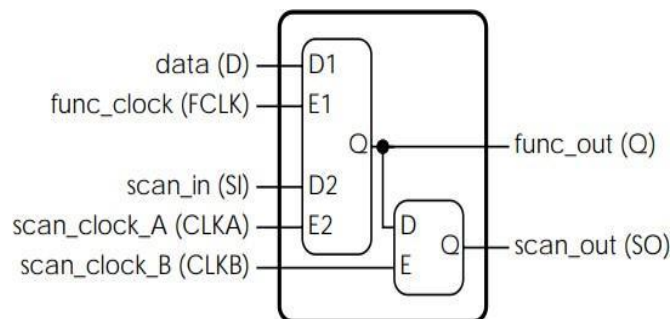 data (D)
D1
func_clock (FCLK)
E1
Q
func_out (Q)
scan_in (SI)
D2
scan_clock_A (CLKA)
E2
D
Q
scan_out (SO)
scan_clock_B (CLKB)
E